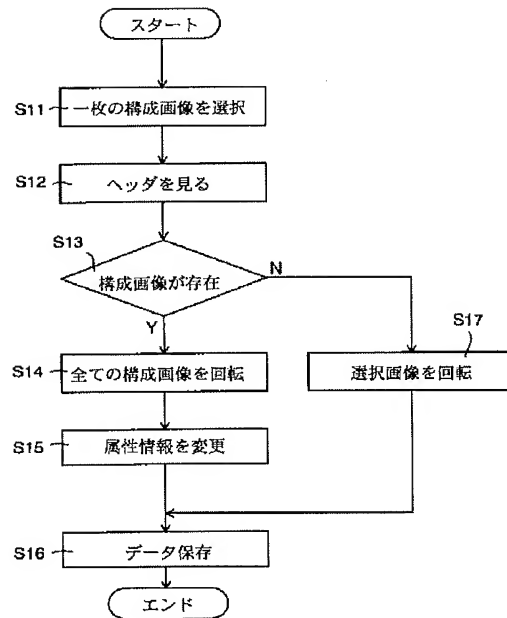 スタート
S11
一枚の構成画像を選択
S12
ヘッダを見る
S13
構成画像が存在
N
Y
S17
S14
全ての構成画像を回転
選択画像を回転
S15
属性情報を変更
S16
データ保存
エンド